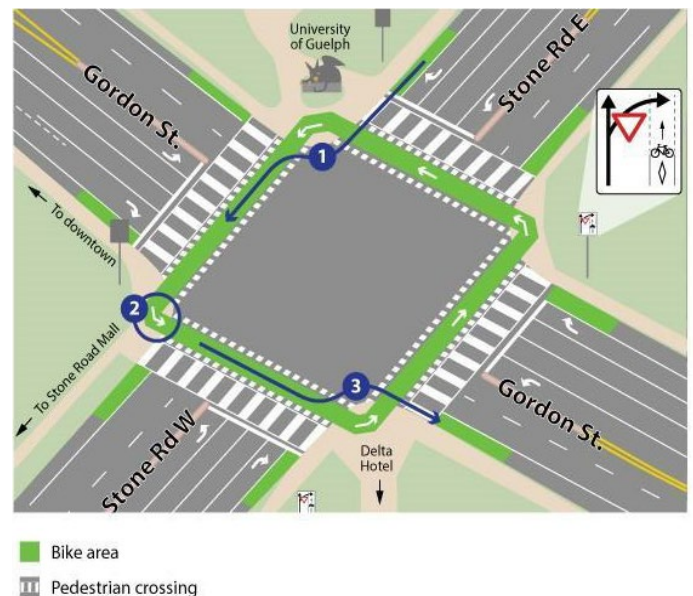 University
of Guelph
Gordon St.
Stone Rd E
1
To downtown
2
To Stone Road Mall
3
Stone Rd W
Gordon St.
Delta
Hotel
Bike area
Pedestrian crossing